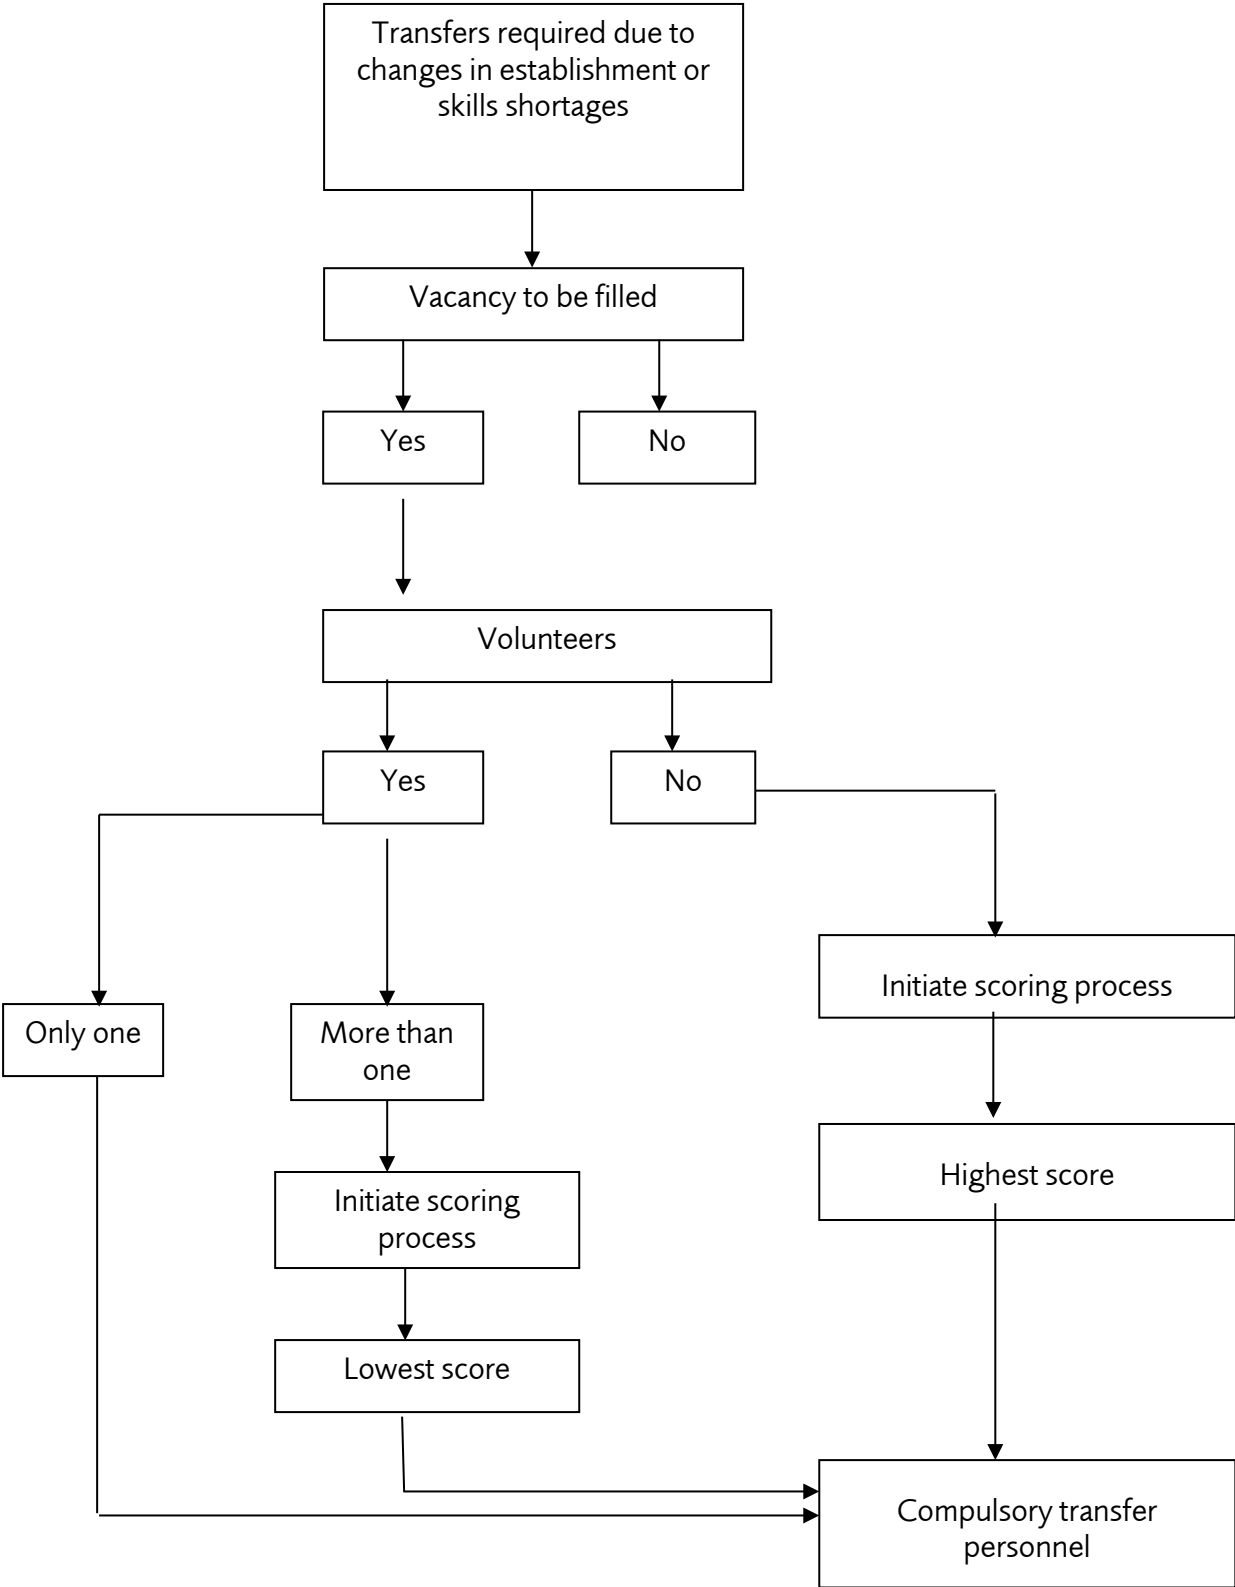 Transfers required due to
changes in establishment or
skills shortages
Vacancy to be filled
Yes
No
Volunteers
Yes
No
Initiate scoring process
Only one
More than
one
Highest score
Initiate scoring
process
Lowest score
Compulsory transfer
personnel